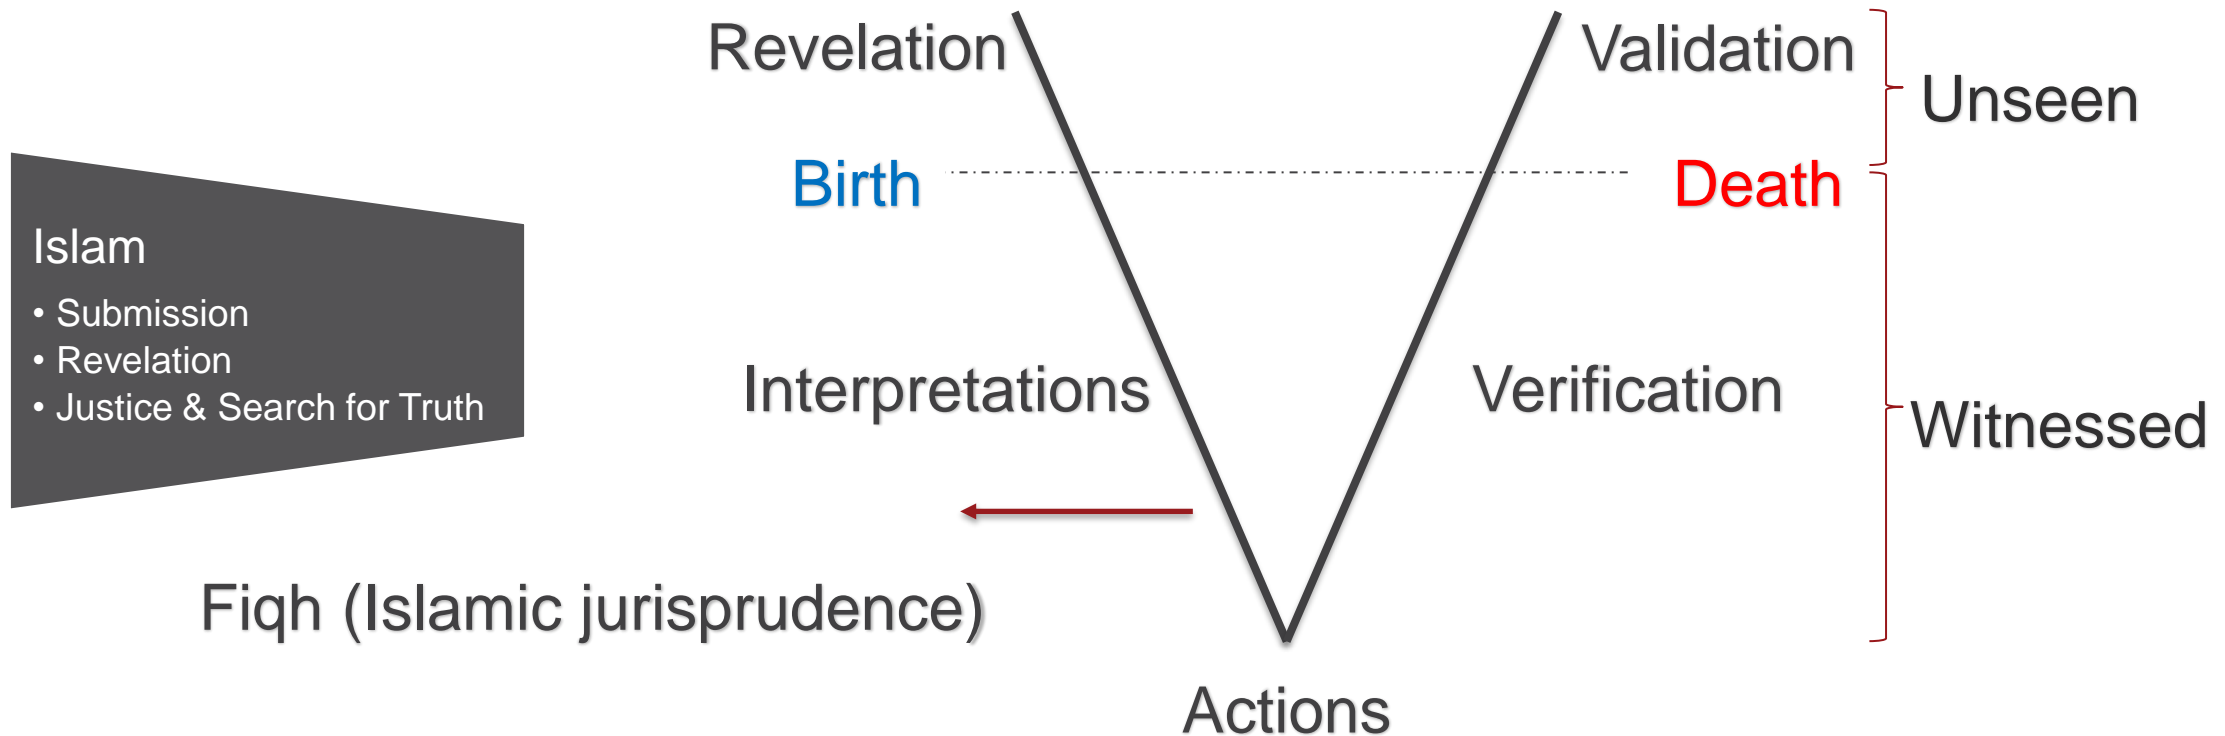 Revelation
Validation
Unseen
Birth
Death
Islam
• Submission
• Revelation
• Justice & Search for Truth
Interpretations
Verification
Witnessed
Fiqh (Islamic jurisprudence)
Actions